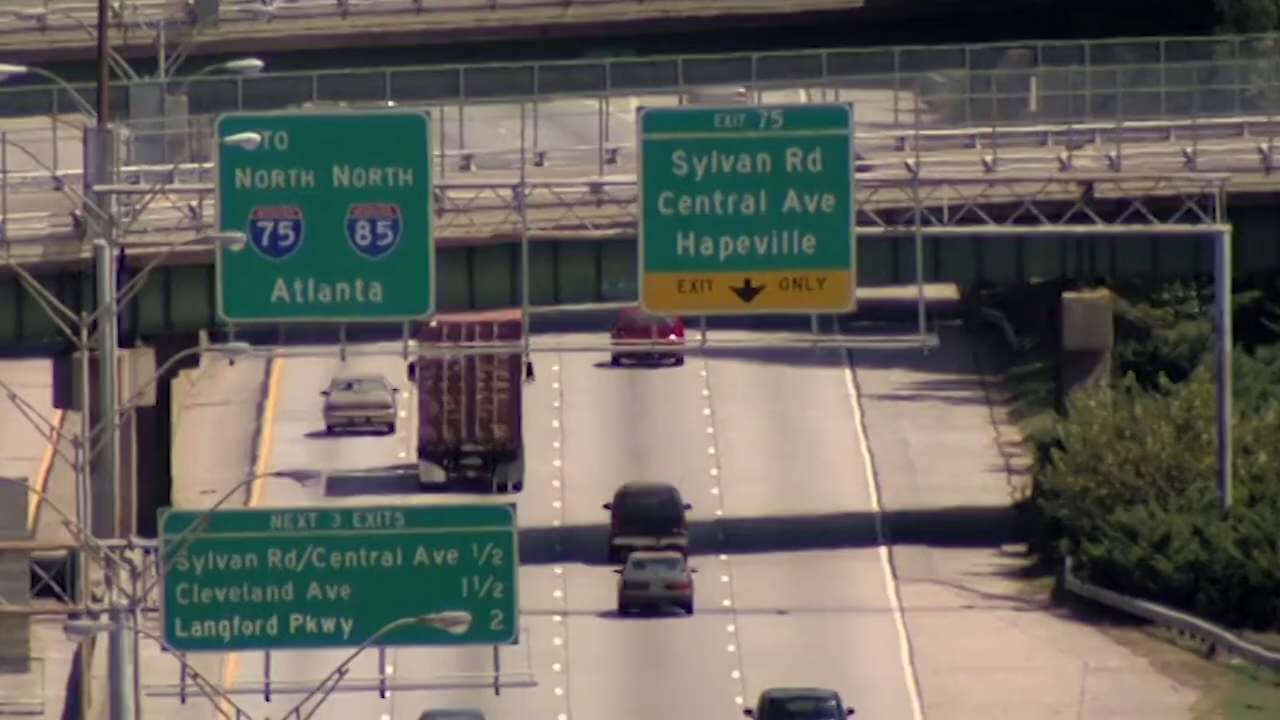 TO
NORTH NORTH
75 85
Atlanta
EXIT 75
Sylvan Rd
Central Ave
Hapeville
EXIT ONLY
NEXT 3 EXITS
Sylvan Rd/Central Ave 1/2
Cleveland Ave 1 1/2
Langford Pkwy 2